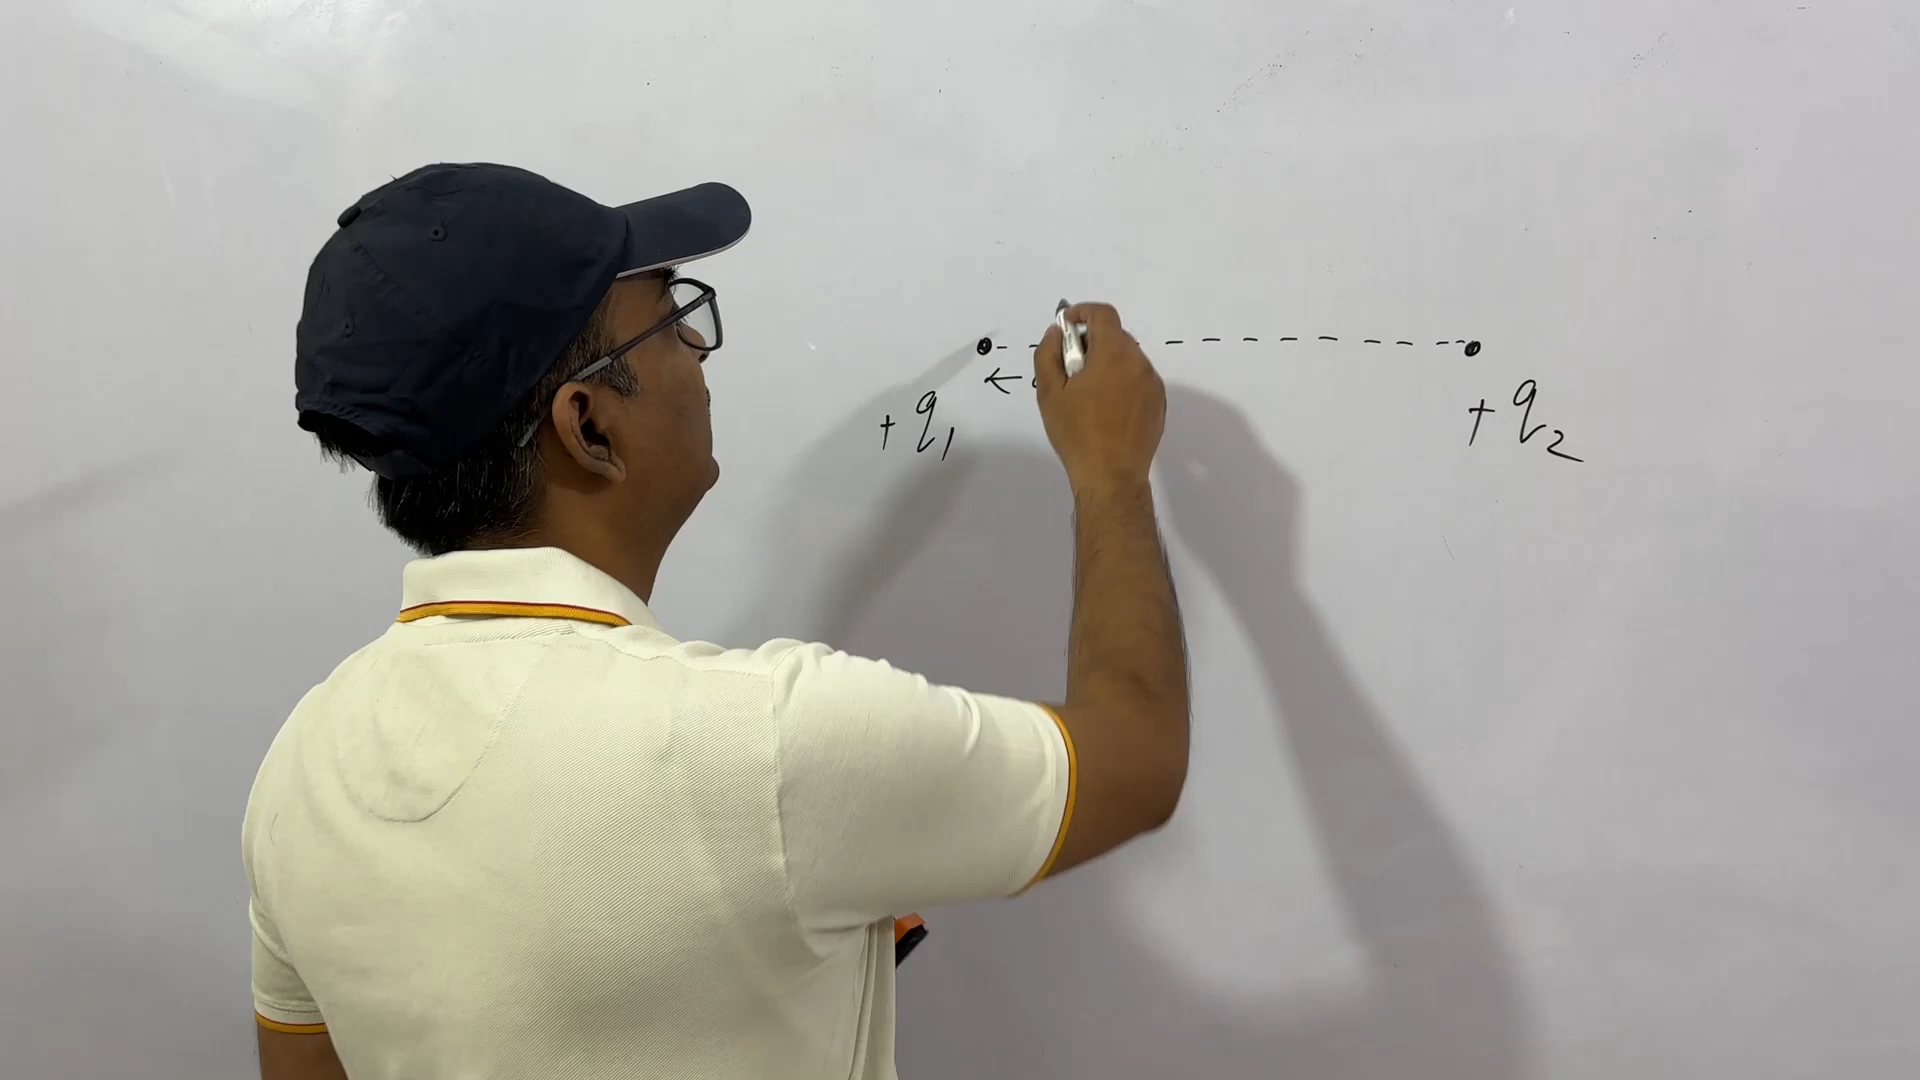 + q₁ + q₂